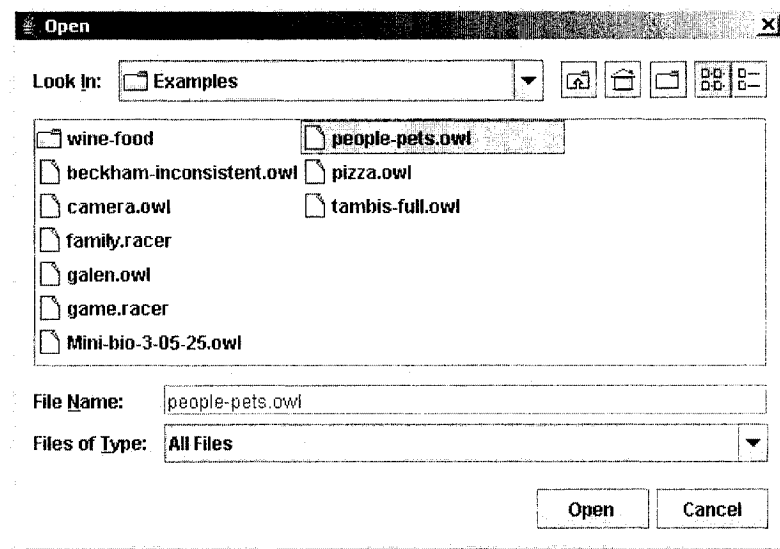 Open
Look In: Examples
wine-food
beckham-inconsistent.owl
camera.owl
family.racer
galen.owl
game.racer
Mini-bio-3-05-25.owl
people-pets.owl
pizza.owl
tambis-full.owl
File Name: people-pets.owl
Files of Type: All Files
Open Cancel